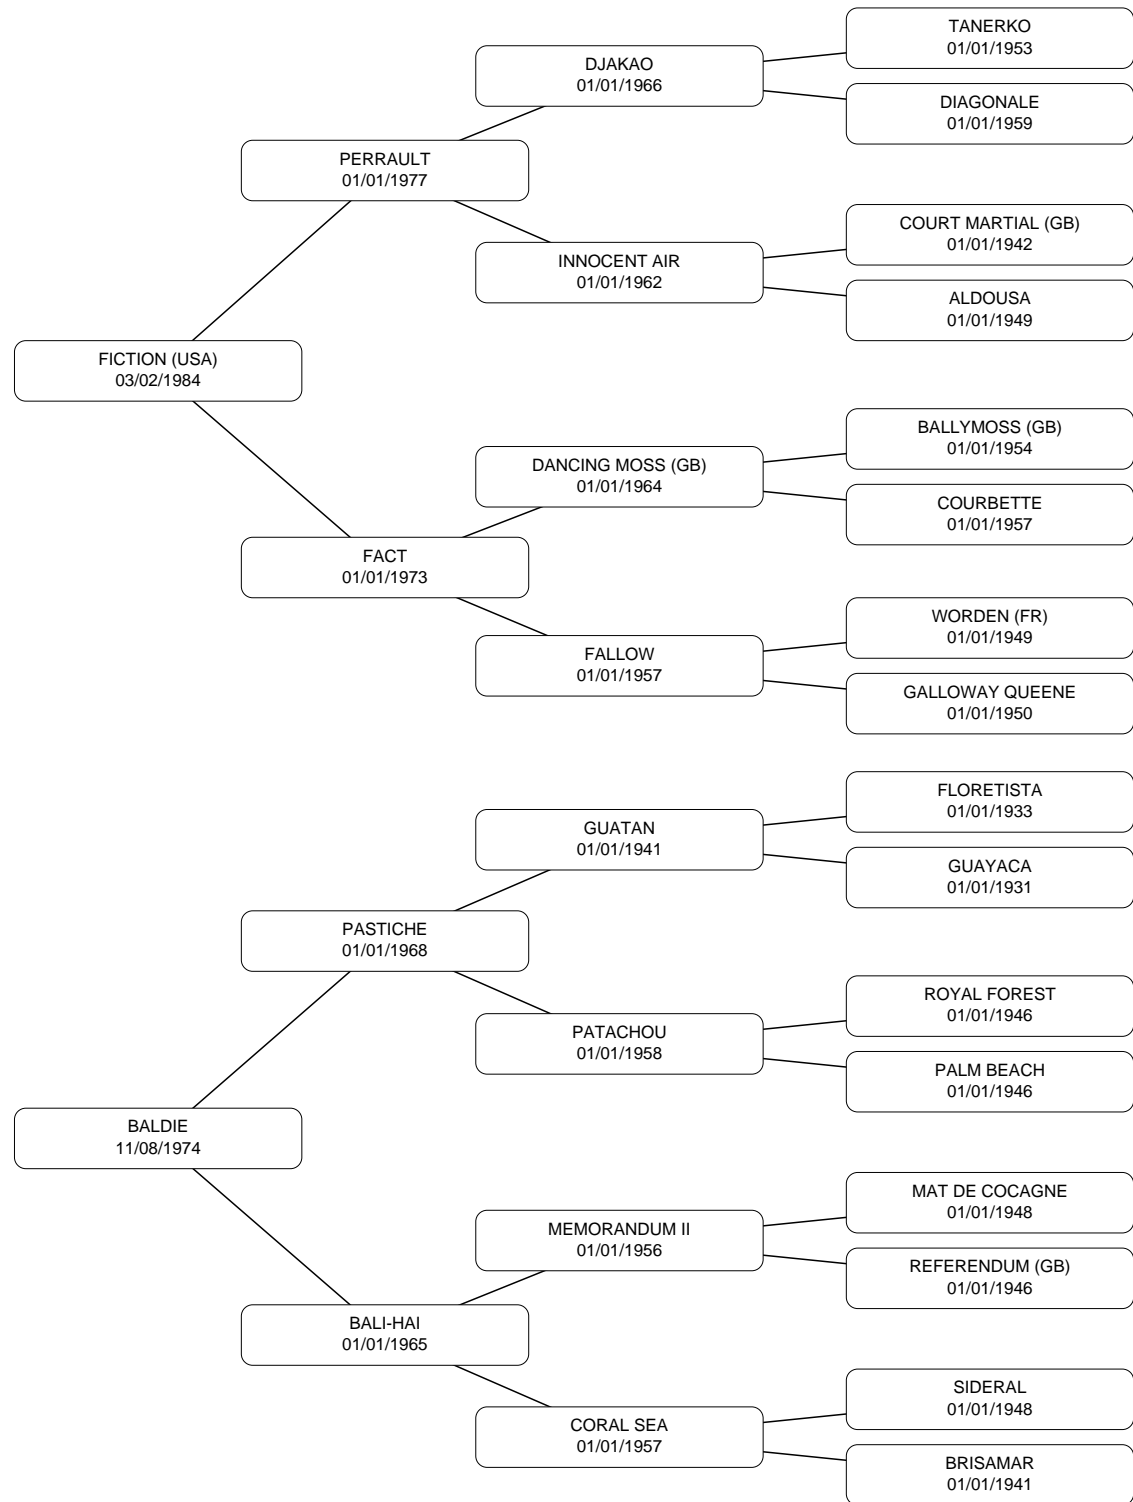 TANERKO
01/01/1953
DJAKAO
01/01/1966
DIAGONALE
01/01/1959
PERRAULT
01/01/1977
COURT MARTIAL (GB)
01/01/1942
INNOCENT AIR
01/01/1962
ALDOUSA
01/01/1949
FICTION (USA)
03/02/1984
BALLYMOSS (GB)
01/01/1954
DANCING MOSS (GB)
01/01/1964
COURBETTE
01/01/1957
FACT
01/01/1973
WORDEN (FR)
01/01/1949
FALLOW
01/01/1957
GALLOWAY QUEENE
01/01/1950
FLORETISTA
01/01/1933
GUATAN
01/01/1941
GUAYACA
01/01/1931
PASTICHE
01/01/1968
ROYAL FOREST
01/01/1946
PATACHOU
01/01/1958
PALM BEACH
01/01/1946
BALDIE
11/08/1974
MAT DE COCAGNE
01/01/1948
MEMORANDUM II
01/01/1956
REFERENDUM (GB)
01/01/1946
BALI-HAI
01/01/1965
SIDERAL
01/01/1948
CORAL SEA
01/01/1957
BRISAMAR
01/01/1941